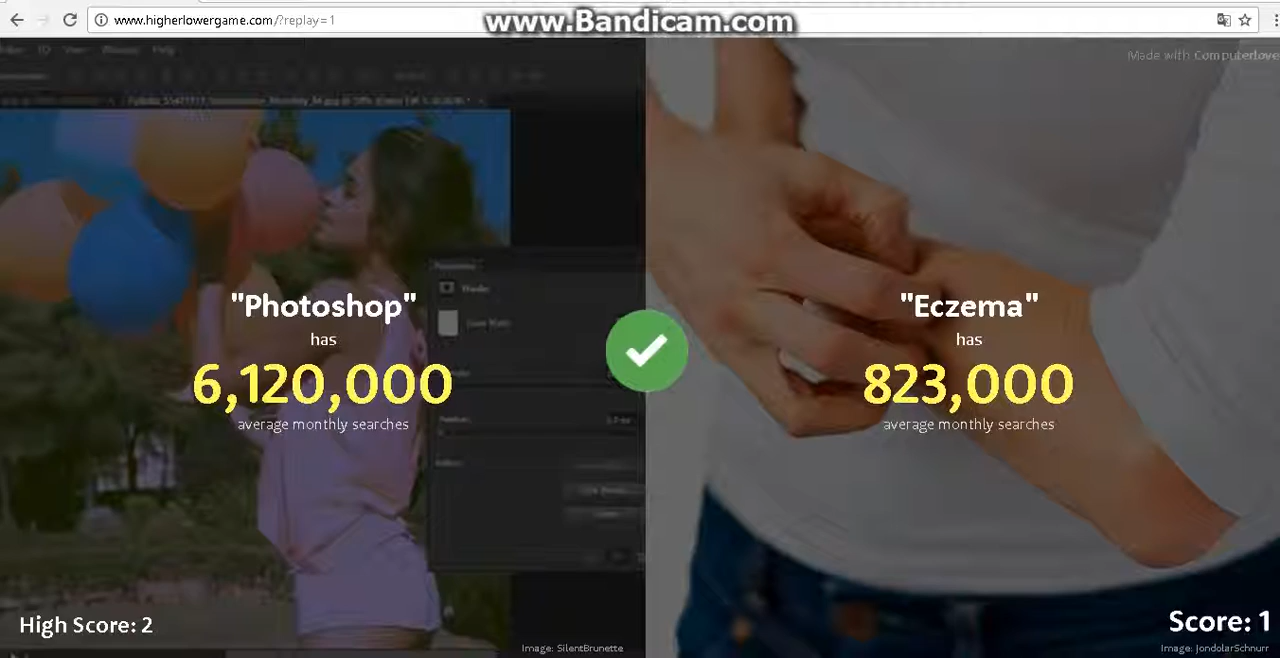 www.higherlowergame.com/?replay=1
www.Bandicam.com
Made with Computerlove
"Photoshop"
has
6,120,000
average monthly searches
"Eczema"
has
823,000
average monthly searches
High Score: 2
Score: 1
Image: SilentBrunette
Image: JondolarSchnurr